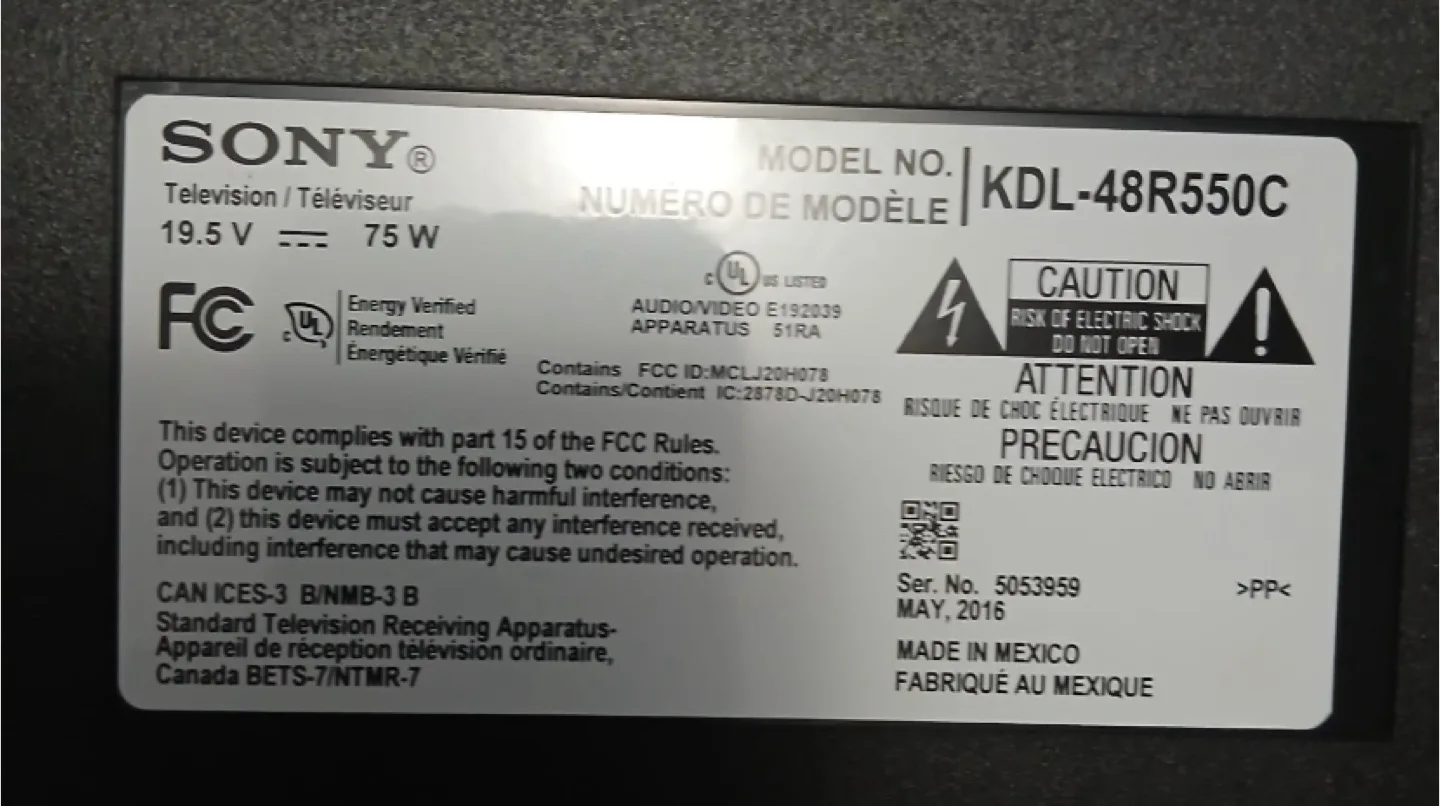 SONY®
Television / Téléviseur
19.5 V 75 W
MODEL NO.
NUMÉRO DE MODÈLE
KDL-48R550C
FC
c UL
Energy Verified
Rendement
Énergétique Vérifié
c UL US LISTED
AUDIO/VIDEO E192039
APPARATUS 51RA
Contains FCC ID:MCLJ20H078
Contains/Contient IC:2878D-J20H078
CAUTION
RISK OF ELECTRIC SHOCK
DO NOT OPEN
ATTENTION
RISQUE DE CHOC ÉLECTRIQUE NE PAS OUVRIR
PRECAUCION
RIESGO DE CHOQUE ELECTRICO NO ABRIR
This device complies with part 15 of the FCC Rules.
Operation is subject to the following two conditions:
(1) This device may not cause harmful interference,
and (2) this device must accept any interference received,
including interference that may cause undesired operation.
CAN ICES-3 B/NMB-3 B
Standard Television Receiving Apparatus-
Appareil de réception télévision ordinaire,
Canada BETS-7/NTMR-7
Ser. No. 5053959
MAY, 2016
>PP<
MADE IN MEXICO
FABRIQUÉ AU MEXIQUE